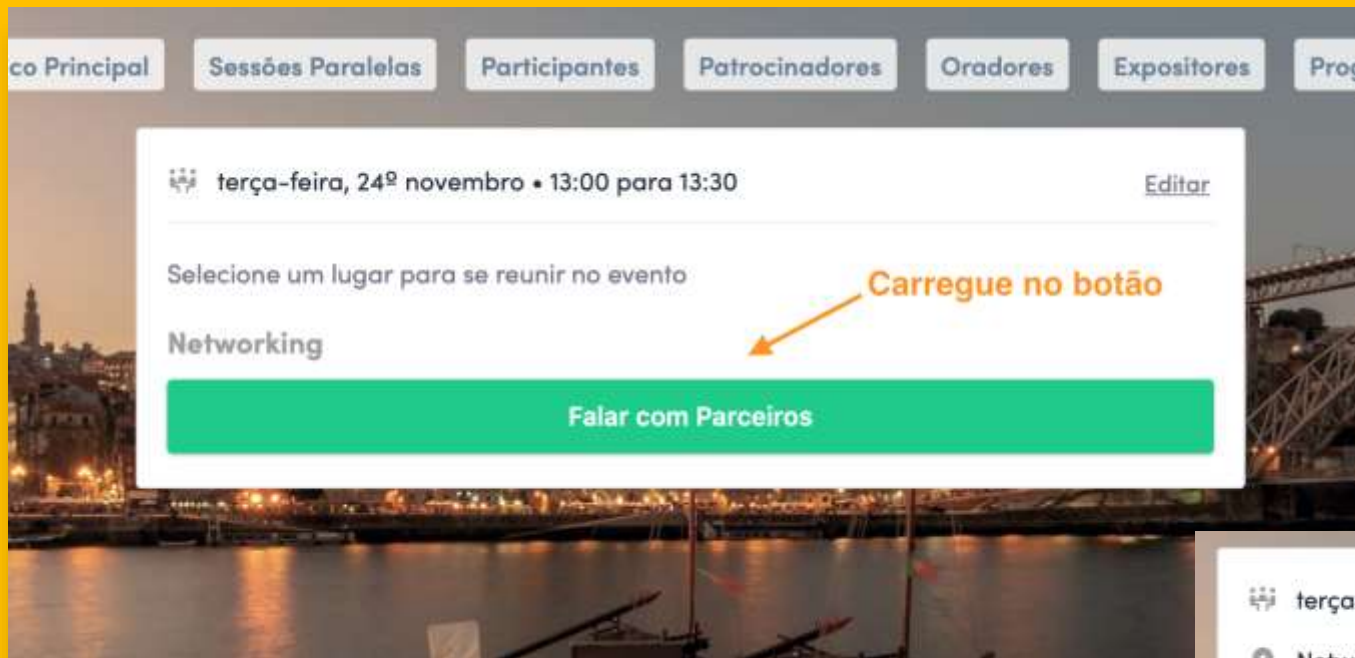 co Principal
Sessões Paralelas
Participantes
Patrocinadores
Oradores
Expositores
Prog
terça-feira, 24º novembro • 13:00 para 13:30
Editar
Selecione um lugar para se reunir no evento
Carregue no botão
Networking
Falar com Parceiros
terça